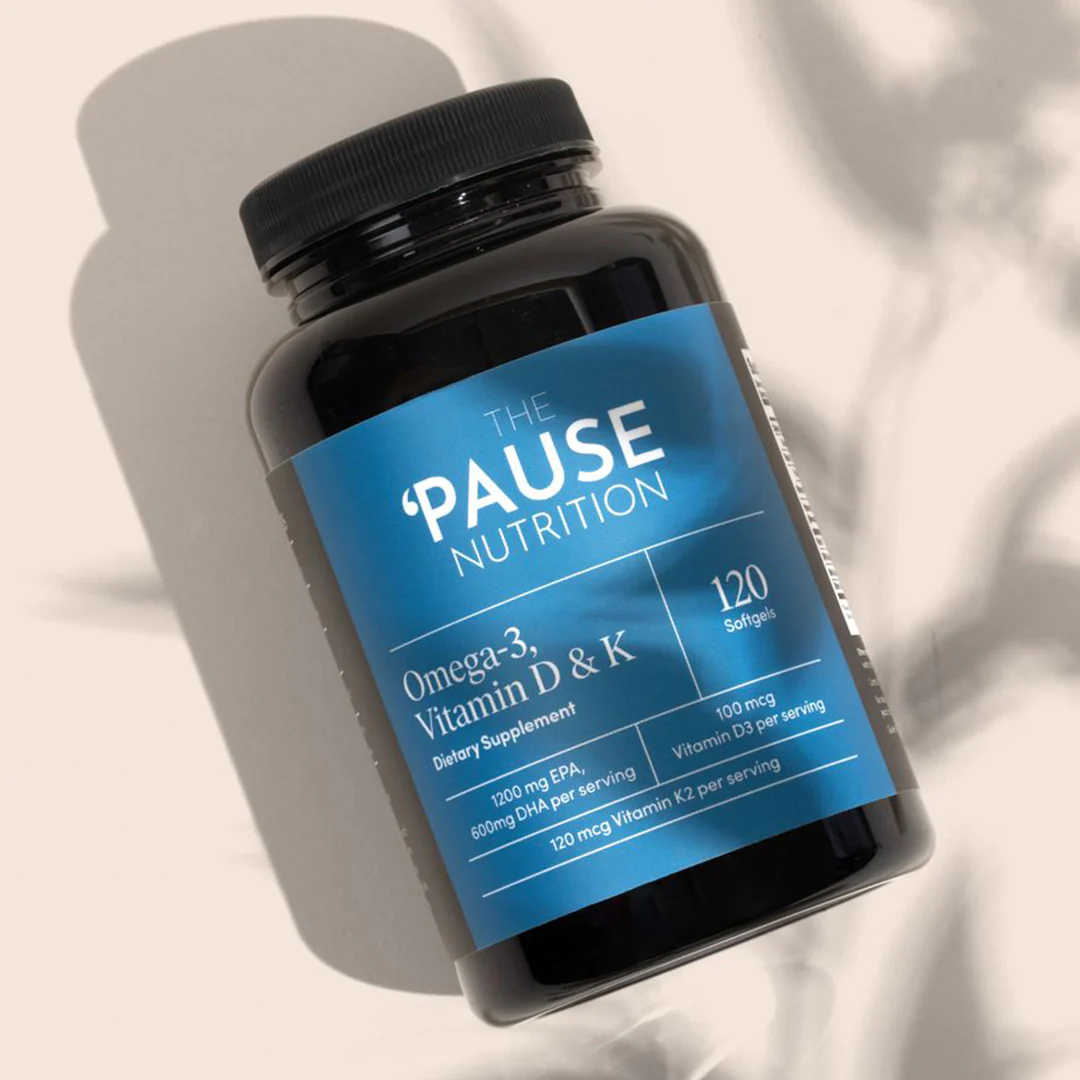 THE
‘PAUSE
NUTRITION
120
Softgels
Omega-3,
Vitamin D & K
Dietary Supplement
1200 mg EPA,
600mg DHA per serving
100 mcg
Vitamin D3 per serving
120 mcg Vitamin K2 per serving